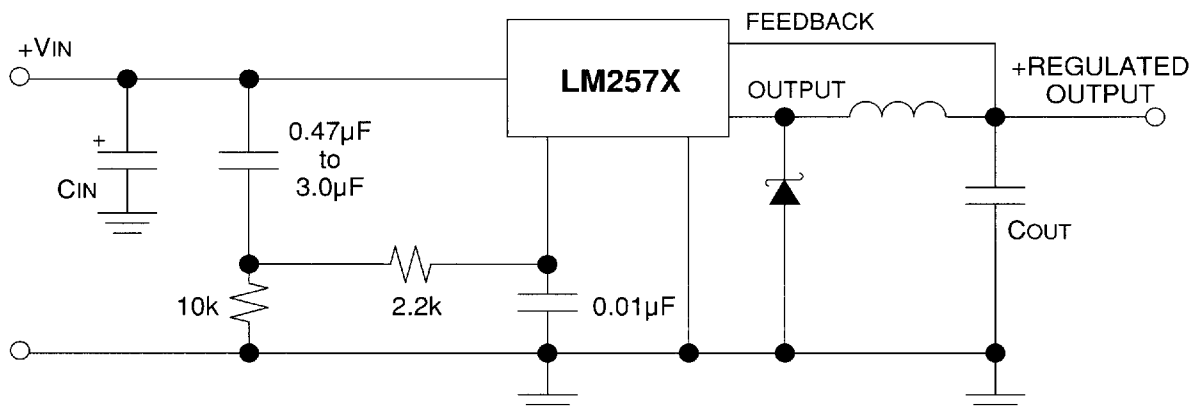 FEEDBACK
+VIN
LM257X
+REGULATED
OUTPUT
OUTPUT
+
0.47µF
to
3.0µF
CIN
COUT
10k
2.2k
0.01µF